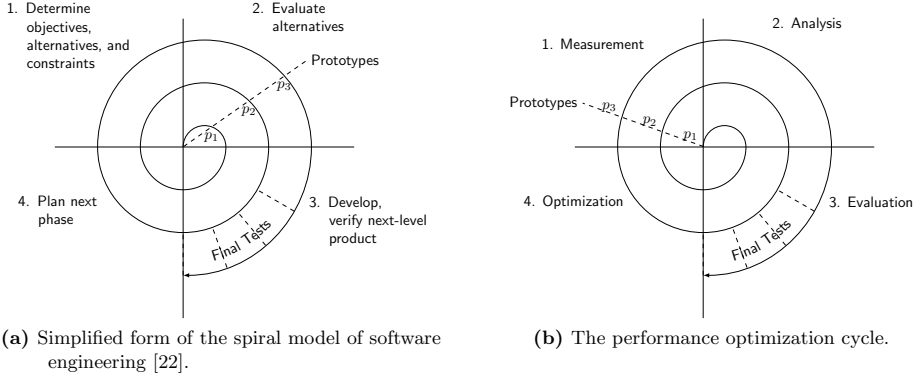 1. Determine
objectives,
alternatives, and
constraints
2. Evaluate
alternatives
Prototypes
p3
p2
p1
4. Plan next
phase
3. Develop,
verify next-level
product
Final Tests
(a) Simplified form of the spiral model of software
engineering [22].
1. Measurement
2. Analysis
Prototypes
p3
p2
p1
4. Optimization
3. Evaluation
Final Tests
(b) The performance optimization cycle.